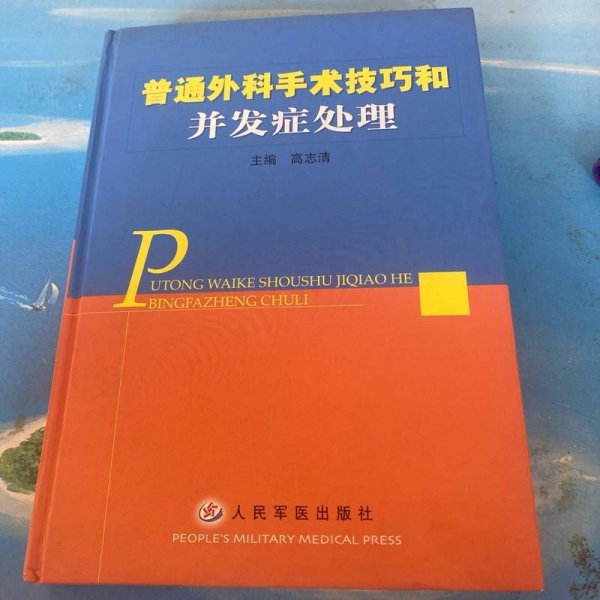 普通外科手术技巧和
并发症处理
主编 高志清
PUTONG WAIKE SHOUSHU JIQIAO HE
BINGFAZHENG CHULI
人民军医出版社
PEOPLE'S MILITARY MEDICAL PRESS